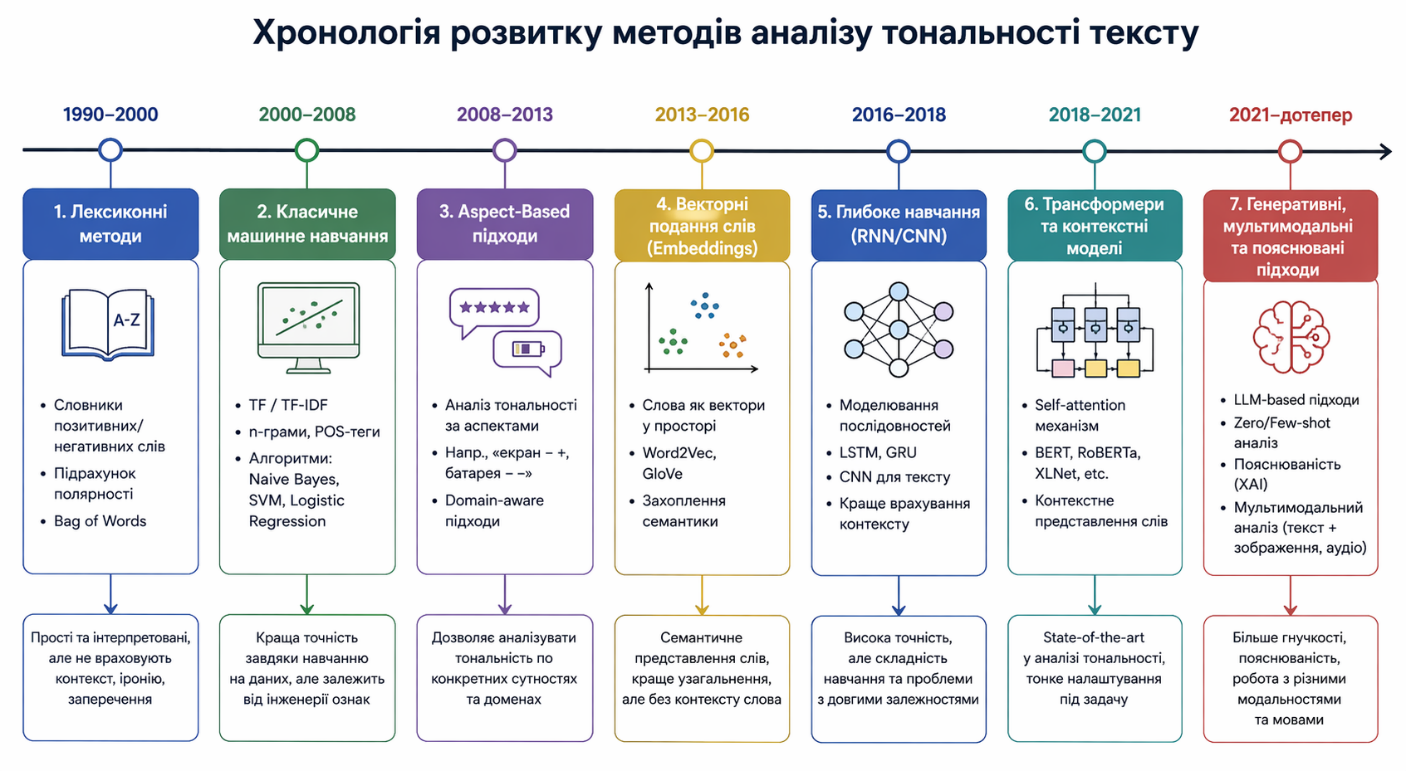 Хронологія розвитку методів аналізу тональності тексту
1990–2000
2000–2008
2008–2013
2013–2016
2016–2018
2018–2021
2021–дотепер
1. Лексиконні
методи
A-Z
• Словники
позитивних/
негативних слів
• Підрахунок
полярності
• Bag of Words
Прості та інтерпретовані,
але не враховують
контекст, іронію,
заперечення
2. Класичне
машинне навчання
• TF / TF-IDF
• n-грами, POS-теги
• Алгоритми:
Naive Bayes,
SVM, Logistic
Regression
Краща точність
завдяки навчанню
на даних, але залежить
від інженерії ознак
3. Aspect-Based
підходи
• Аналіз тональності
за аспектами
• Напр., «екран – +,
батарея – –»
• Domain-aware
підходи
Дозволяє аналізувати
тональність по
конкретних сутностях
та доменах
4. Векторні
подання слів
(Embeddings)
• Слова як вектори
у просторі
• Word2Vec,
GloVe
• Захоплення
семантики
Семантичне
представлення слів,
краще узагальнення,
але без контексту слова
5. Глибоке навчання
(RNN/CNN)
• Моделювання
послідовностей
• LSTM, GRU
• CNN для тексту
• Краще врахування
контексту
Висока точність,
але складність
навчання та проблеми
з довгими залежностями
6. Трансформери
та контекстні
моделі
• Self-attention
механізм
• BERT, RoBERTa,
XLNet, etc.
• Контекстне
представлення слів
State-of-the-art
у аналізі тональності,
тонке налаштування
під задачу
7. Генеративні,
мультимодальні
та пояснювані
підходи
• LLM-based підходи
• Zero/Few-shot
аналіз
• Пояснюваність
(XAI)
• Мультимодальний
аналіз (текст +
зображення, аудіо)
Більше гнучкості,
пояснюваність,
робота з різними
модальностями
та мовами